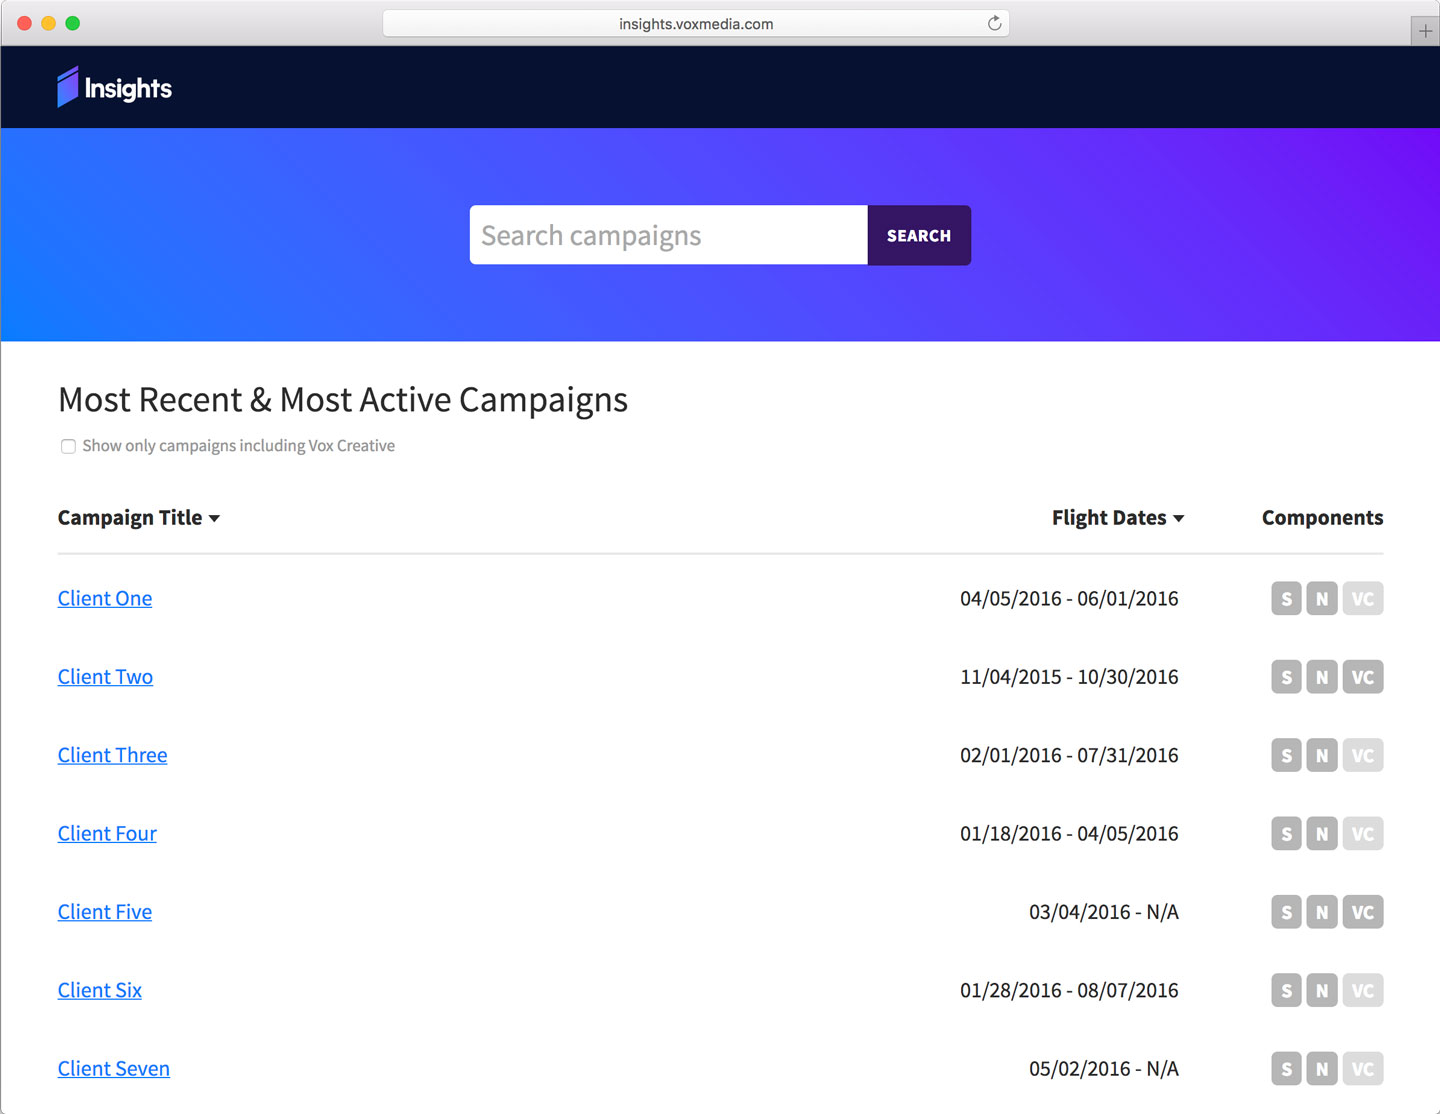 insights.voxmedia.com
Insights
Search campaigns SEARCH
Most Recent & Most Active Campaigns
Show only campaigns including Vox Creative
Campaign Title Flight Dates Components
Client One 04/05/2016 - 06/01/2016 S N VC
Client Two 11/04/2015 - 10/30/2016 S N VC
Client Three 02/01/2016 - 07/31/2016 S N VC
Client Four 01/18/2016 - 04/05/2016 S N VC
Client Five 03/04/2016 - N/A S N VC
Client Six 01/28/2016 - 08/07/2016 S N VC
Client Seven 05/02/2016 - N/A S N VC